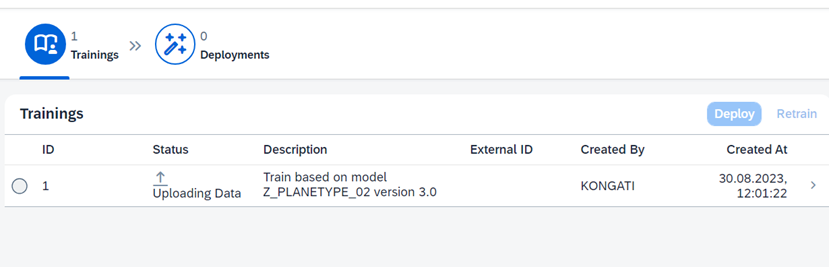 1
Trainings
0
Deployments
Trainings
Deploy
Retrain
ID Status Description External ID Created By Created At
1 Uploading Data Train based on model KONGATI 30.08.2023,
Z_PLANETYPE_02 version 3.0 12:01:22